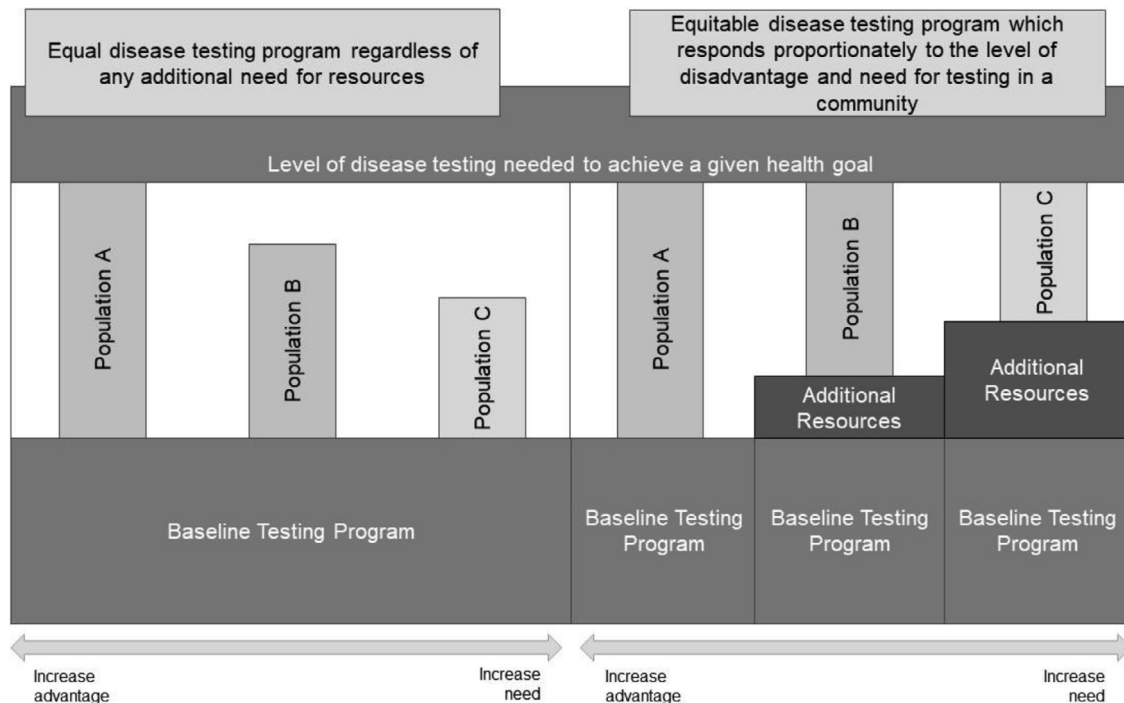 Equal disease testing program regardless of
any additional need for resources
Equitable disease testing program which
responds proportionately to the level of
disadvantage and need for testing in a
community
Level of disease testing needed to achieve a given health goal
Population A
Population B
Population C
Population A
Population B
Population C
Additional
Resources
Additional
Resources
Baseline Testing Program
Baseline Testing
Program
Baseline Testing
Program
Baseline Testing
Program
Increase
advantage
Increase
need
Increase
advantage
Increase
need